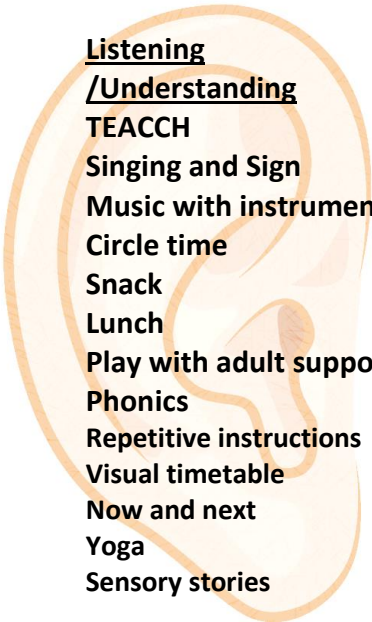 Listening
/Understanding
TEACCH
Singing and Sign
Music with instrumen
Circle time
Snack
Lunch
Play with adult suppo
Phonics
Repetitive instructions
Visual timetable
Now and next
Yoga
Sensory stories